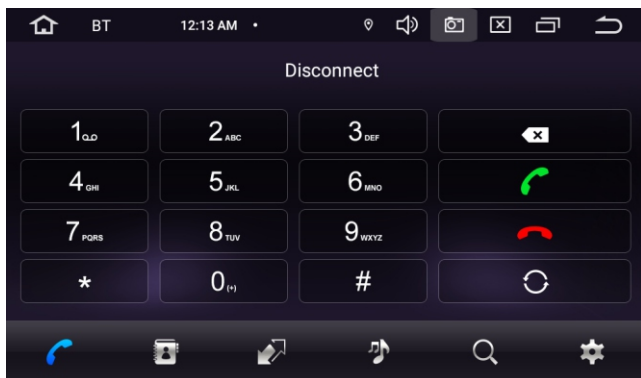 BT 12:13 AM
Disconnect
1 2 ABC 3 DEF
4 GHI 5 JKL 6 MNO
7 PQRS 8 TUV 9 WXYZ
* 0 (+) #